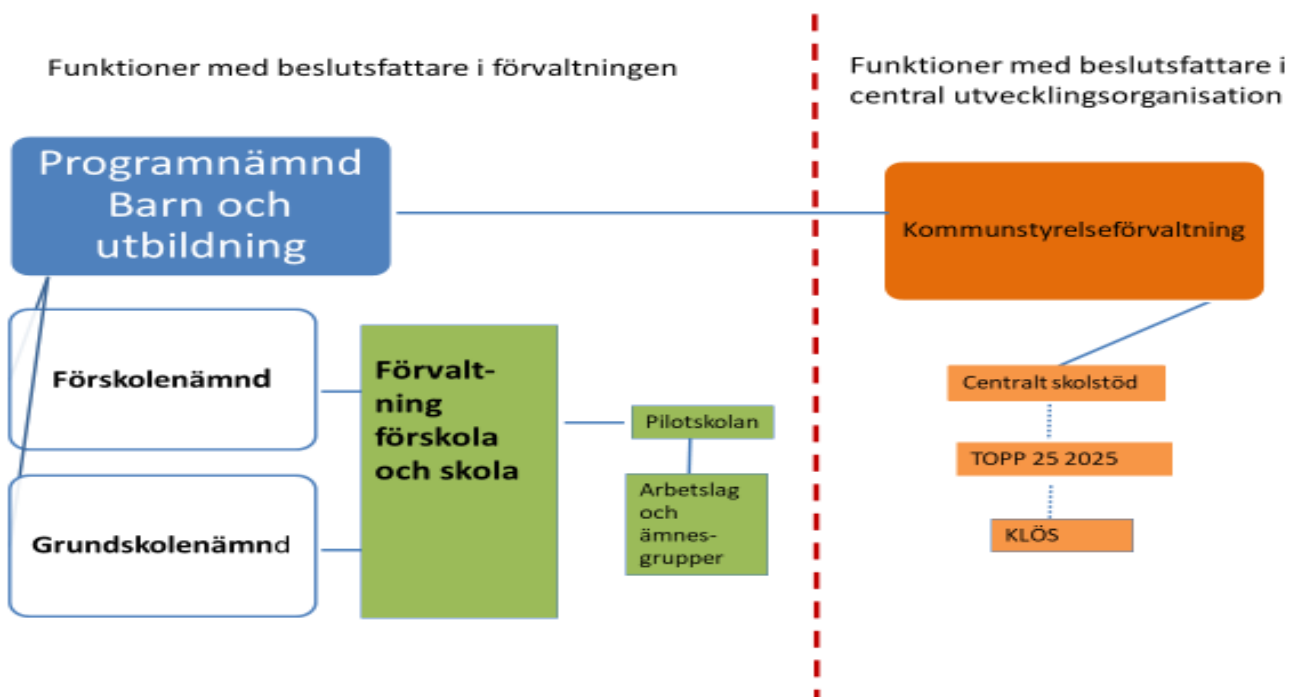 Funktioner med beslutsfattare i förvaltningen
Funktioner med beslutsfattare i
central utvecklingsorganisation
Programnämnd
Barn och
utbildning
Kommunstyrelseförvaltning
Förskolenämnd
Förvalt-
ning
förskola
och skola
Pilotskolan
Arbetslag
och
ämnes-
grupper
Grundskolenämnd
Centralt skolstöd
TOPP 25 2025
KLÖS